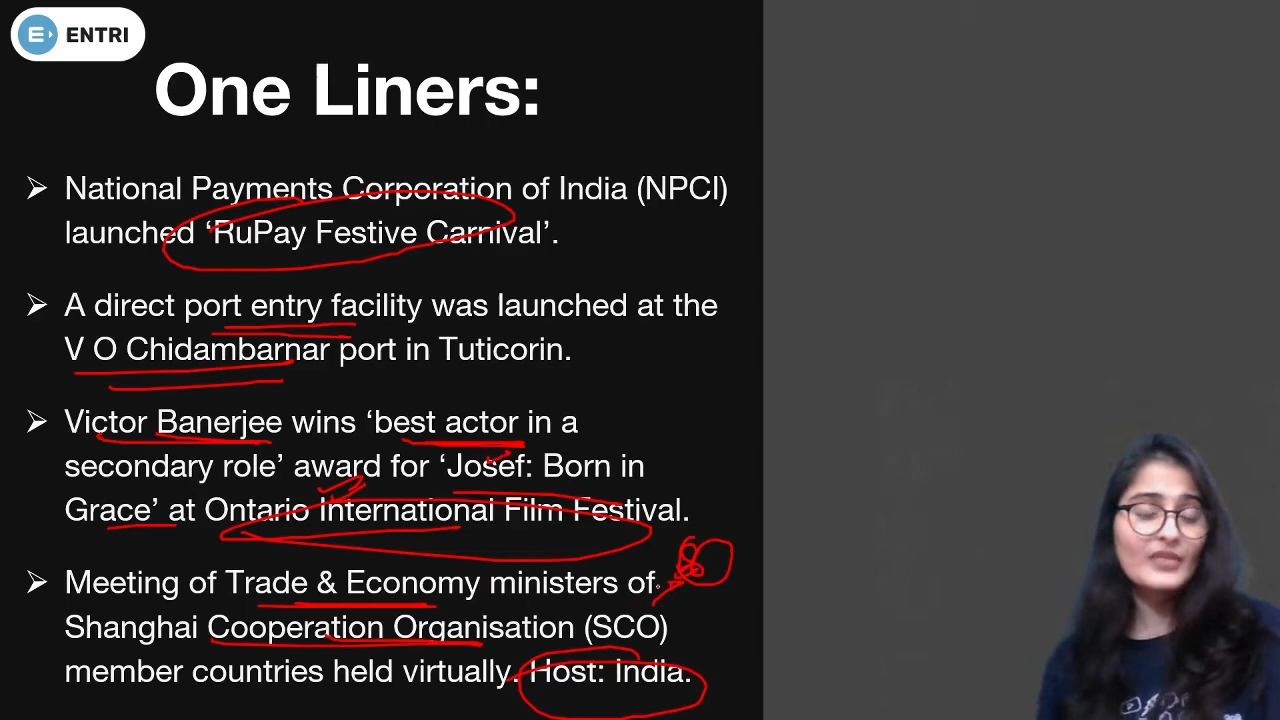 ENTRI
One Liners:
➢ National Payments Corporation of India (NPCI)
launched ‘RuPay Festive Carnival’.
➢ A direct port entry facility was launched at the
V O Chidambarnar port in Tuticorin.
➢ Victor Banerjee wins ‘best actor in a
secondary role’ award for ‘Josef: Born in
Grace’ at Ontario International Film Festival.
➢ Meeting of Trade & Economy ministers of
Shanghai Cooperation Organisation (SCO)
member countries held virtually. Host: India.